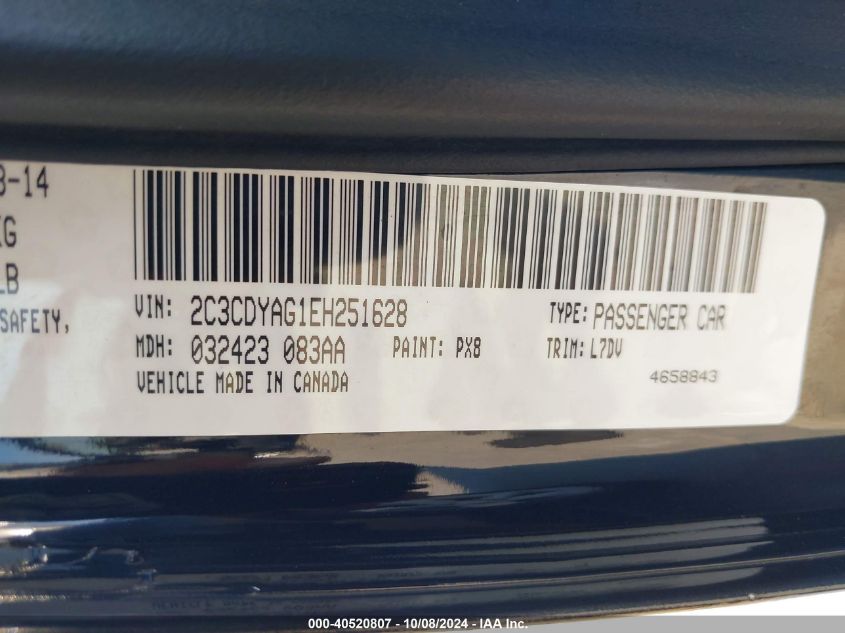 3-14
KG
LB
SAFETY,
VIN: 2C3CDYAG1EH251628 TYPE: PASSENGER CAR
MDH: 032423 083AA PAINT: PX8 TRIM: L7DV
VEHICLE MADE IN CANADA 4658843
000-40520807 - 10/08/2024 - IAA Inc.